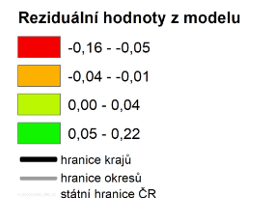 Reziduální hodnoty z modelu
-0,16 - -0,05
-0,04 - -0,01
0,00 - 0,04
0,05 - 0,22
hranice krajů
hranice okresů
státní hranice ČR